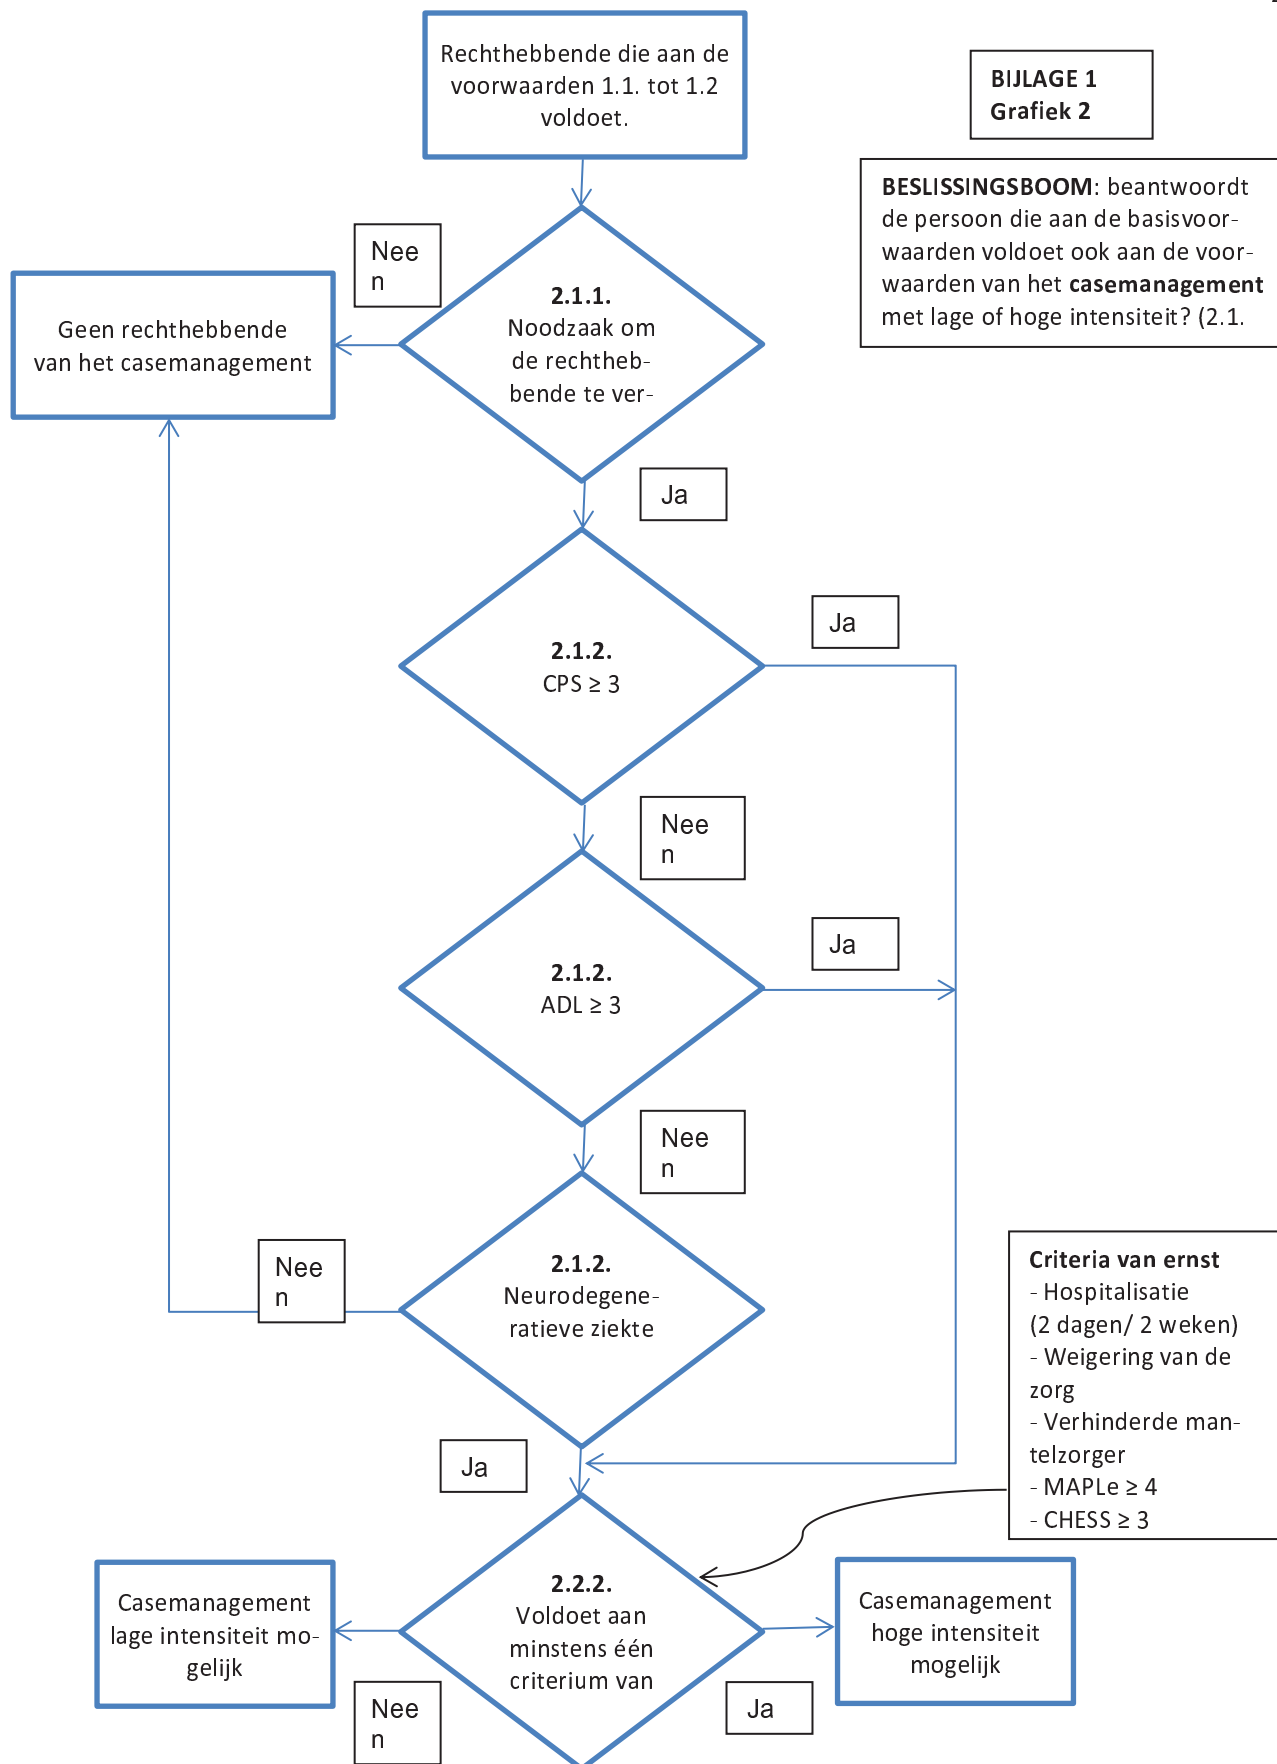 Rechthebbende die aan de
voorwaarden 1.1. tot 1.2
voldoet.
BIJLAGE 1
Grafiek 2
BESLISSINGSBOOM: beantwoordt
de persoon die aan de basisvoor-
waarden voldoet ook aan de voor-
waarden van het casemanagement
met lage of hoge intensiteit? (2.1.
Nee
n
Geen rechthebbende
van het casemanagement
2.1.1.
Noodzaak om
de rechtheb-
bende te ver-
Ja
2.1.2.
CPS ≥ 3
Ja
Nee
n
2.1.2.
ADL ≥ 3
Ja
Nee
n
2.1.2.
Neurodegene-
ratieve ziekte
Nee
n
Criteria van ernst
- Hospitalisatie
(2 dagen/ 2 weken)
- Weigering van de
zorg
- Verhinderde man-
telzorger
- MAPLe ≥ 4
- CHESS ≥ 3
Ja
2.2.2.
Voldoet aan
minstens één
criterium van
Casemanagement
lage intensiteit mo-
gelijk
Nee
n
Casemanagement
hoge intensiteit
mogelijk
Ja